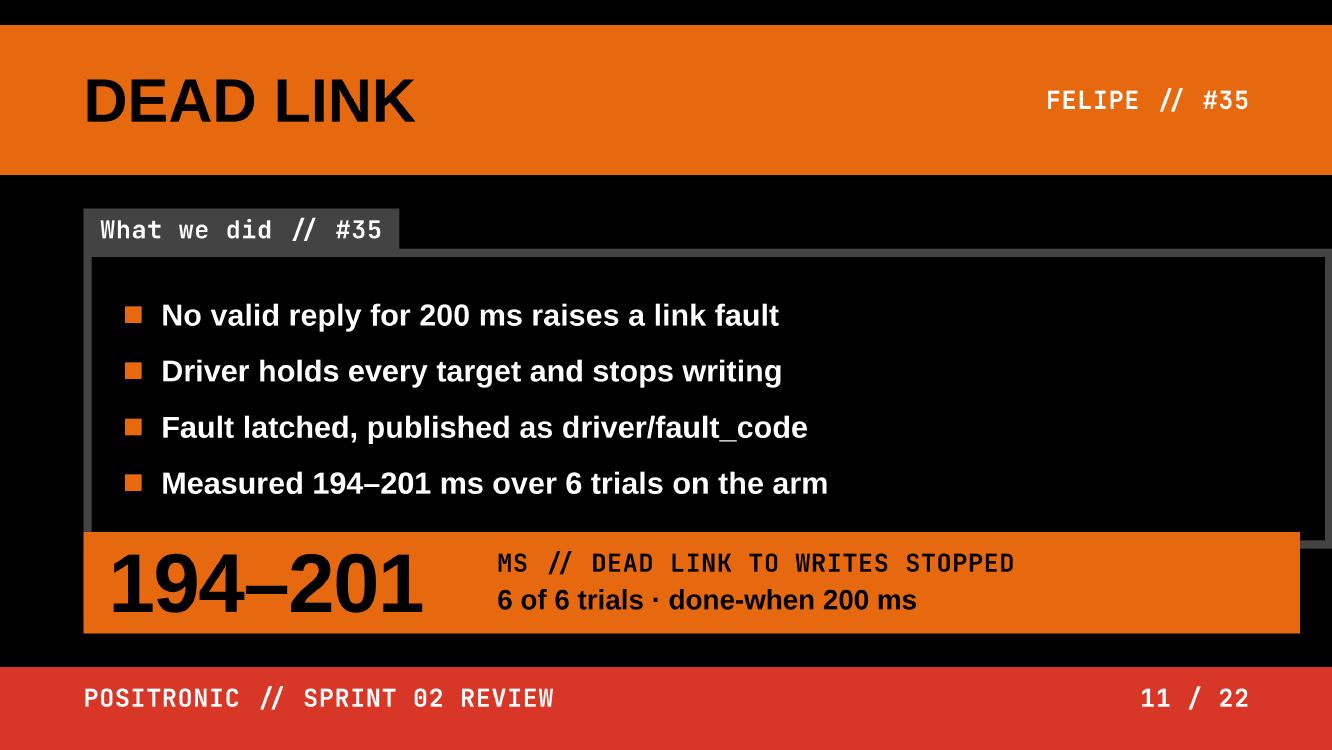 DEAD LINK
FELIPE // #35
What we did // #35
No valid reply for 200 ms raises a link fault
Driver holds every target and stops writing
Fault latched, published as driver/fault_code
Measured 194–201 ms over 6 trials on the arm
194–201
MS // DEAD LINK TO WRITES STOPPED
6 of 6 trials · done-when 200 ms
POSITRONIC // SPRINT 02 REVIEW
11 / 22